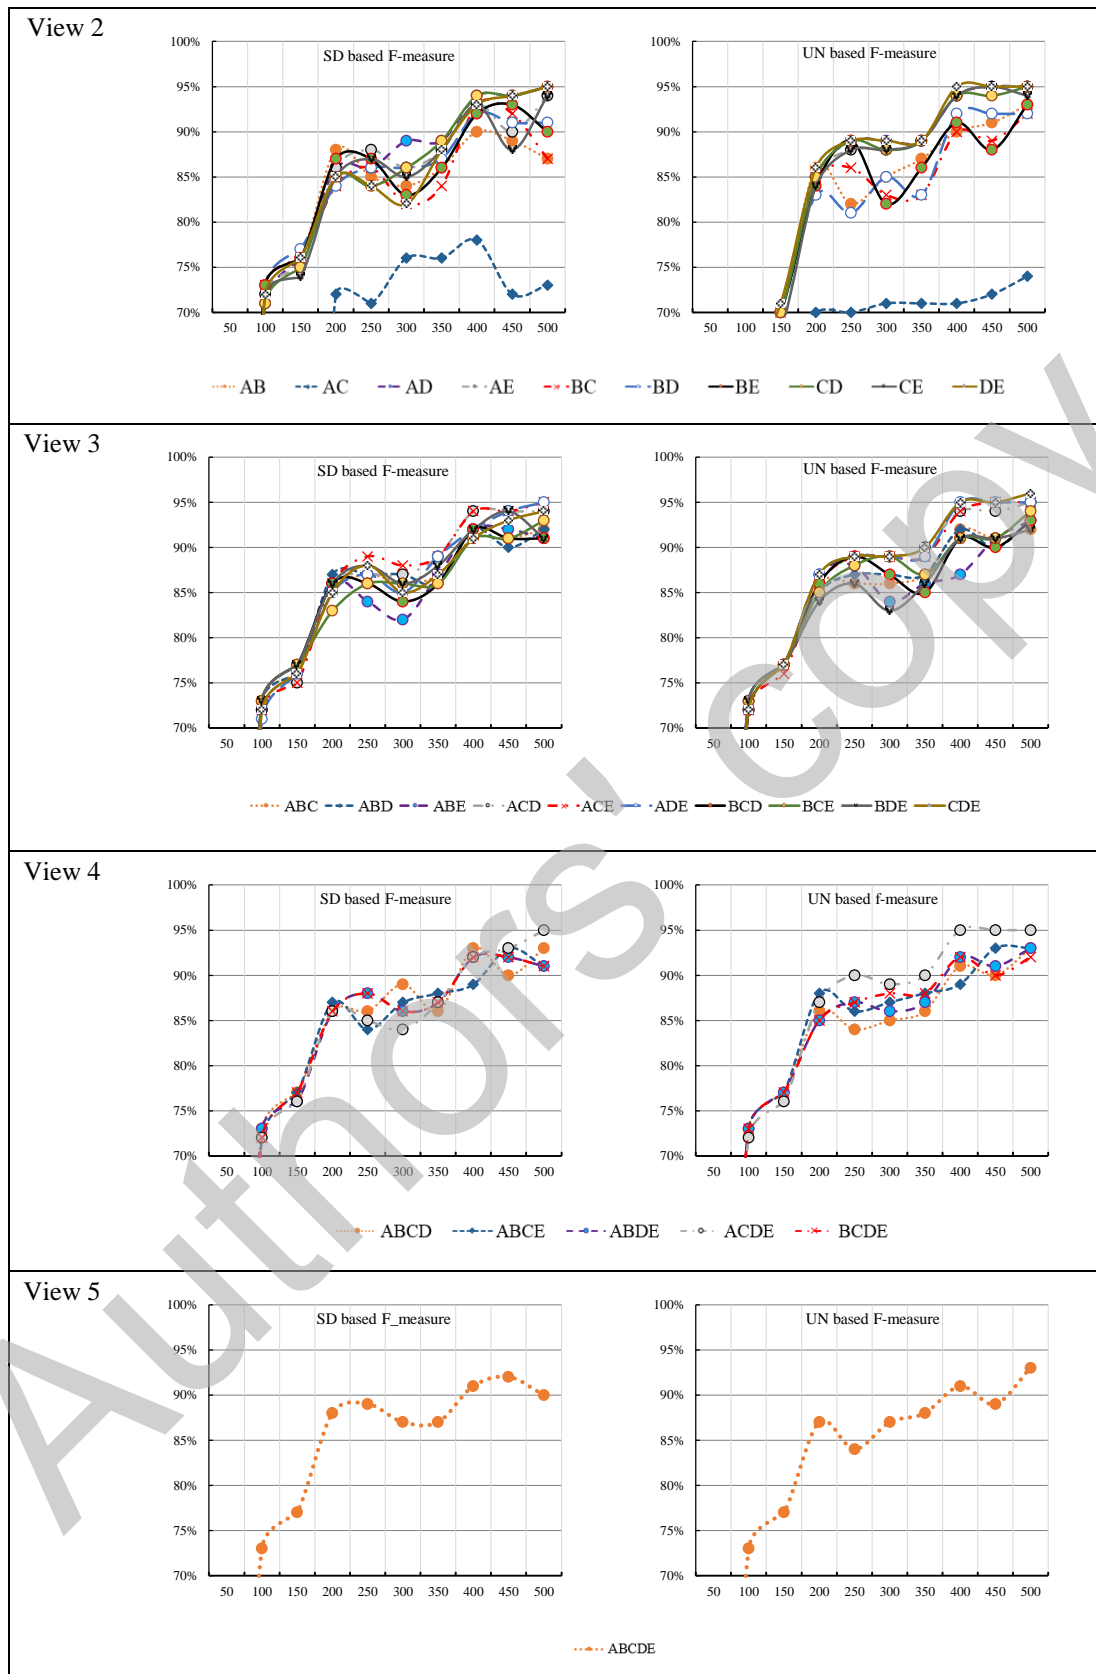 View 2
SD based F-measure
UN based F-measure
100% 100%
95% 95%
90% 90%
85% 85%
80% 80%
75% 75%
70% 70%
50 100 150 200 250 300 350 400 450 500 50 100 150 200 250 300 350 400 450 500
AB AC AD AE BC BD BE CD CE DE
View 3
SD based F-measure
UN based F-measure
100% 100%
95% 95%
90% 90%
85% 85%
80% 80%
75% 75%
70% 70%
50 100 150 200 250 300 350 400 450 500 50 100 150 200 250 300 350 400 450 500
ABC ABD ABE ACD ACE ADE BCD BCE BDE CDE
View 4
SD based F-measure
UN based f-measure
100% 100%
95% 95%
90% 90%
85% 85%
80% 80%
75% 75%
70% 70%
50 100 150 200 250 300 350 400 450 500 50 100 150 200 250 300 350 400 450 500
ABCD ABCE ABDE ACDE BCDE
View 5
SD based F_measure
UN based F-measure
100% 100%
95% 95%
90% 90%
85% 85%
80% 80%
75% 75%
70% 70%
50 100 150 200 250 300 350 400 450 500 50 100 150 200 250 300 350 400 450 500
ABCDE
Authors' copy